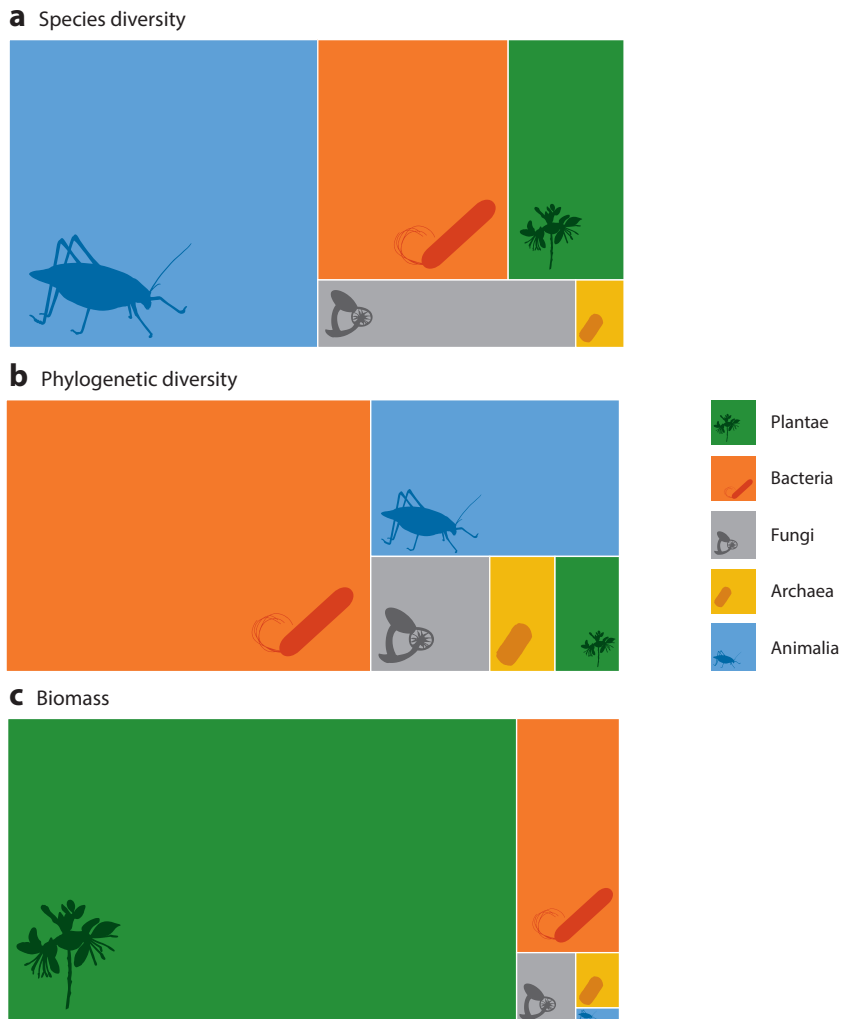 a Species diversity
b Phylogenetic diversity
Plantae
Bacteria
Fungi
Archaea
Animalia
c Biomass